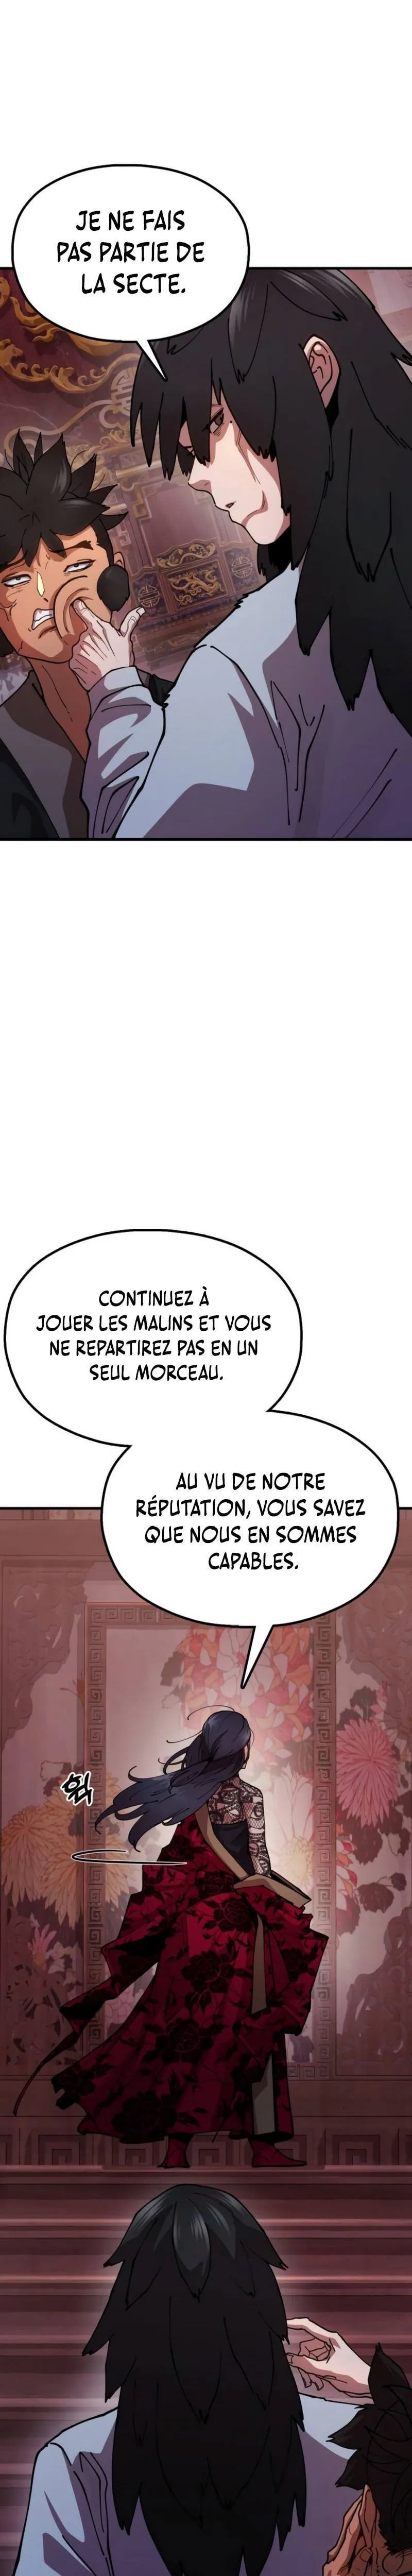 JE NE FAIS
PAS PARTIE DE
LA SECTE.
CONTINUEZ À
JOUER LES MALINS ET VOUS
NE REPARTIREZ PAS EN UN
SEUL MORCEAU.
AU VU DE NOTRE
RÉPUTATION, VOUS SAVEZ
QUE NOUS EN SOMMES
CAPABLES.